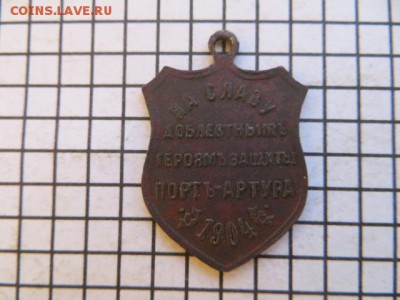 COINS.LAVE.RU
НА СЛАВУ
ДОБЛЕСТНЫМЪ
ГЕРОЯМЪ ЗАЩИТЫ
ПОРТЪ-АРТУРА
1904